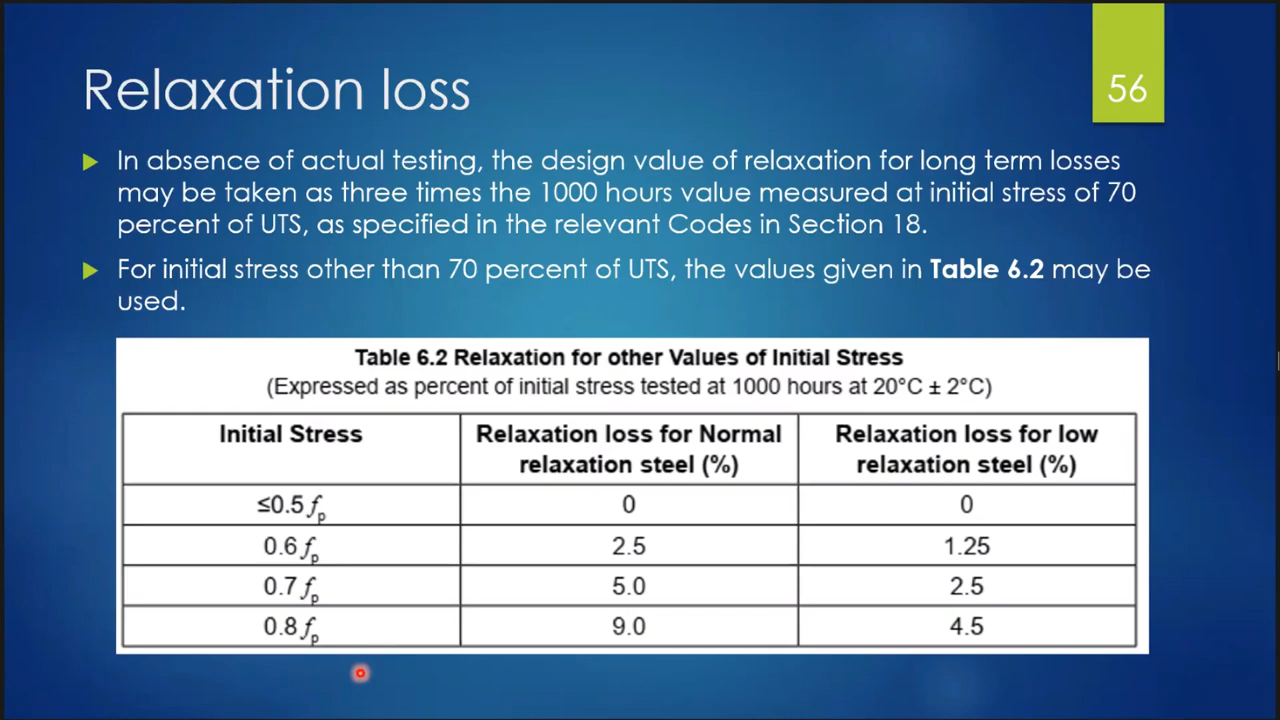 Relaxation loss
56
In absence of actual testing, the design value of relaxation for long term losses
may be taken as three times the 1000 hours value measured at initial stress of 70
percent of UTS, as specified in the relevant Codes in Section 18.
For initial stress other than 70 percent of UTS, the values given in Table 6.2 may be
used.
Table 6.2 Relaxation for other Values of Initial Stress
(Expressed as percent of initial stress tested at 1000 hours at 20°C ± 2°C)
Initial Stress Relaxation loss for Normal relaxation steel (%) Relaxation loss for low relaxation steel (%)
≤0.5 fp 0 0
0.6 fp 2.5 1.25
0.7 fp 5.0 2.5
0.8 fp 9.0 4.5